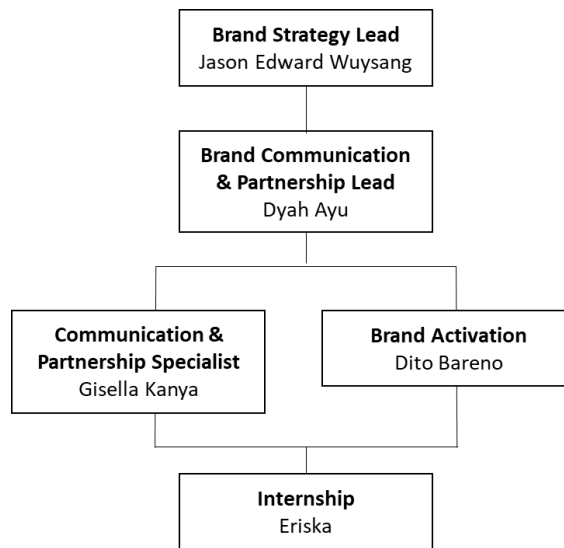 Brand Strategy Lead
Jason Edward Wuysang
Brand Communication
& Partnership Lead
Dyah Ayu
Communication &
Partnership Specialist
Gisella Kanya
Brand Activation
Dito Bareno
Internship
Eriska